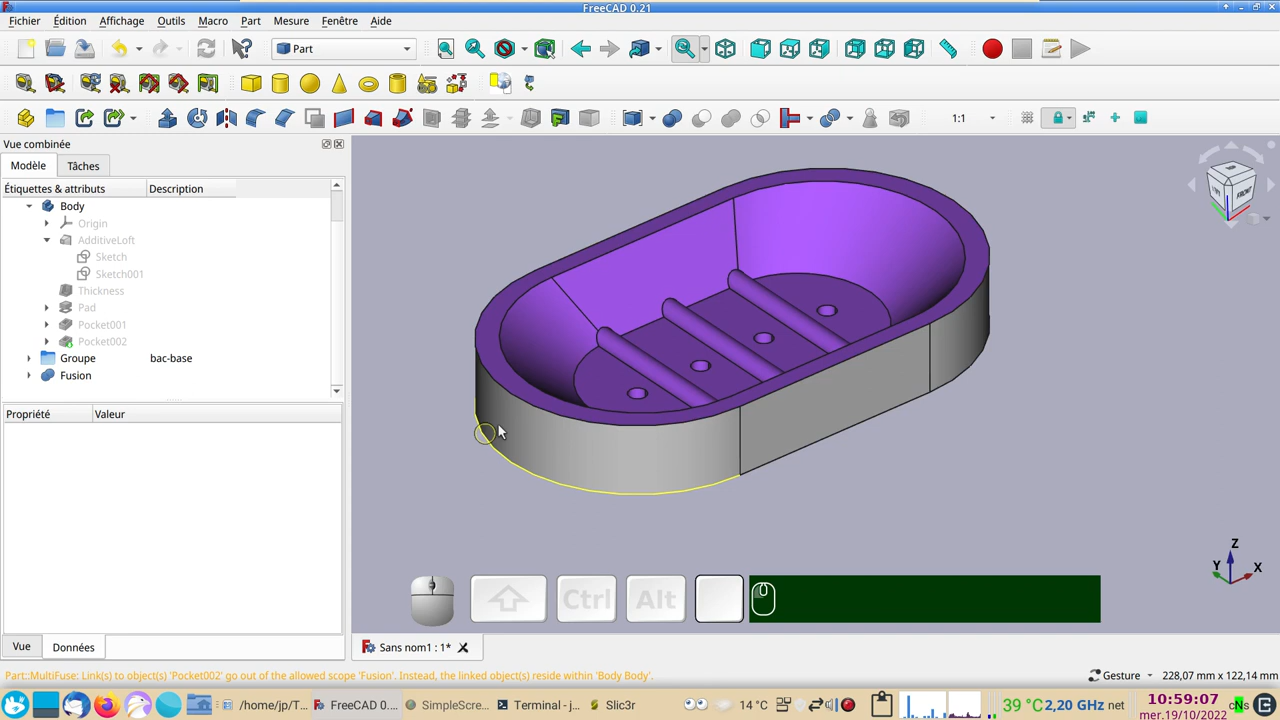 FreeCAD 0.21
Fichier Édition Affichage Outils Macro Part Mesure Fenêtre Aide
Part
1:1
Vue combinée
Modèle Tâches
Étiquettes & attributs Description
Body
Origin
AdditiveLoft
Sketch
Sketch001
Thickness
Pad
Pocket001
Pocket002
Groupe bac-base
Fusion
Propriété Valeur
FRONT
Z
Y X
Ctrl Alt
Vue Données
Sans nom1 : 1*
Part::MultiFuse: Link(s) to object(s) 'Pocket002' go out of the allowed scope 'Fusion'. Instead, the linked object(s) reside within 'Body Body'.
Gesture 228,07 mm x 122,14 mm
/home/jp/T... FreeCAD 0.... SimpleScre... Terminal - j... Slic3r 14 °C 39 °C 2,20 GHz net 10:59:07
mer.19/10/2022